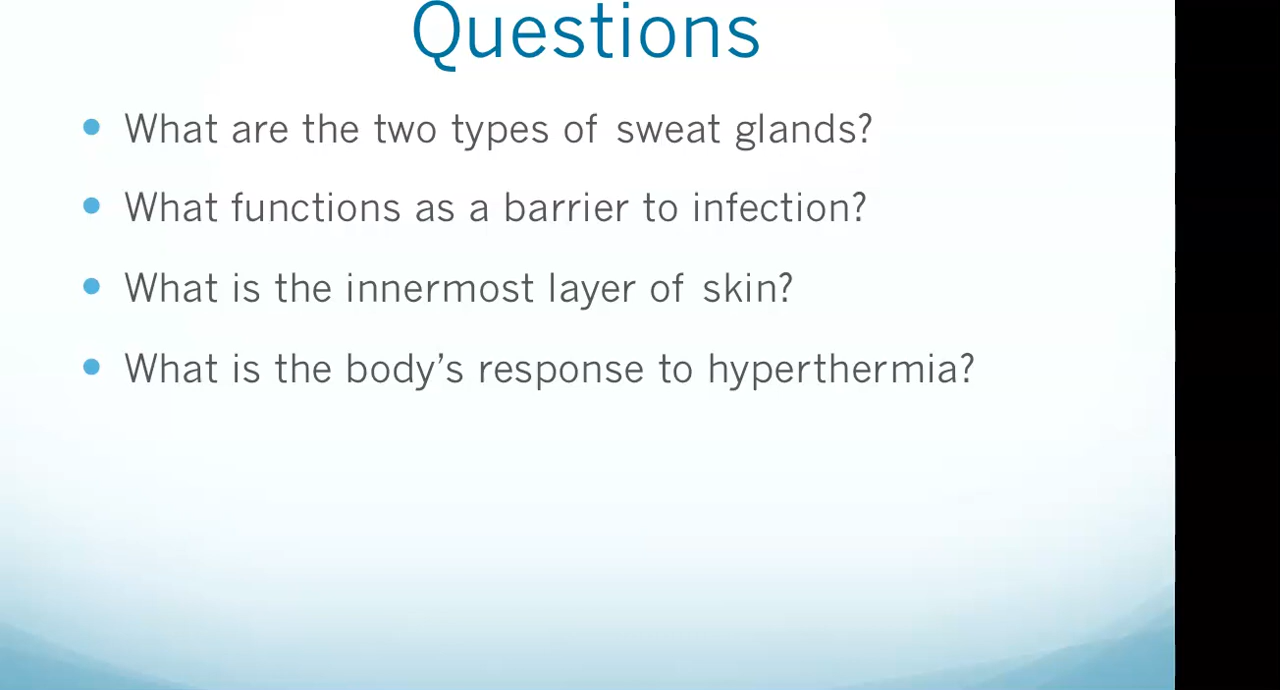 Questions
• What are the two types of sweat glands?
• What functions as a barrier to infection?
• What is the innermost layer of skin?
• What is the body’s response to hyperthermia?